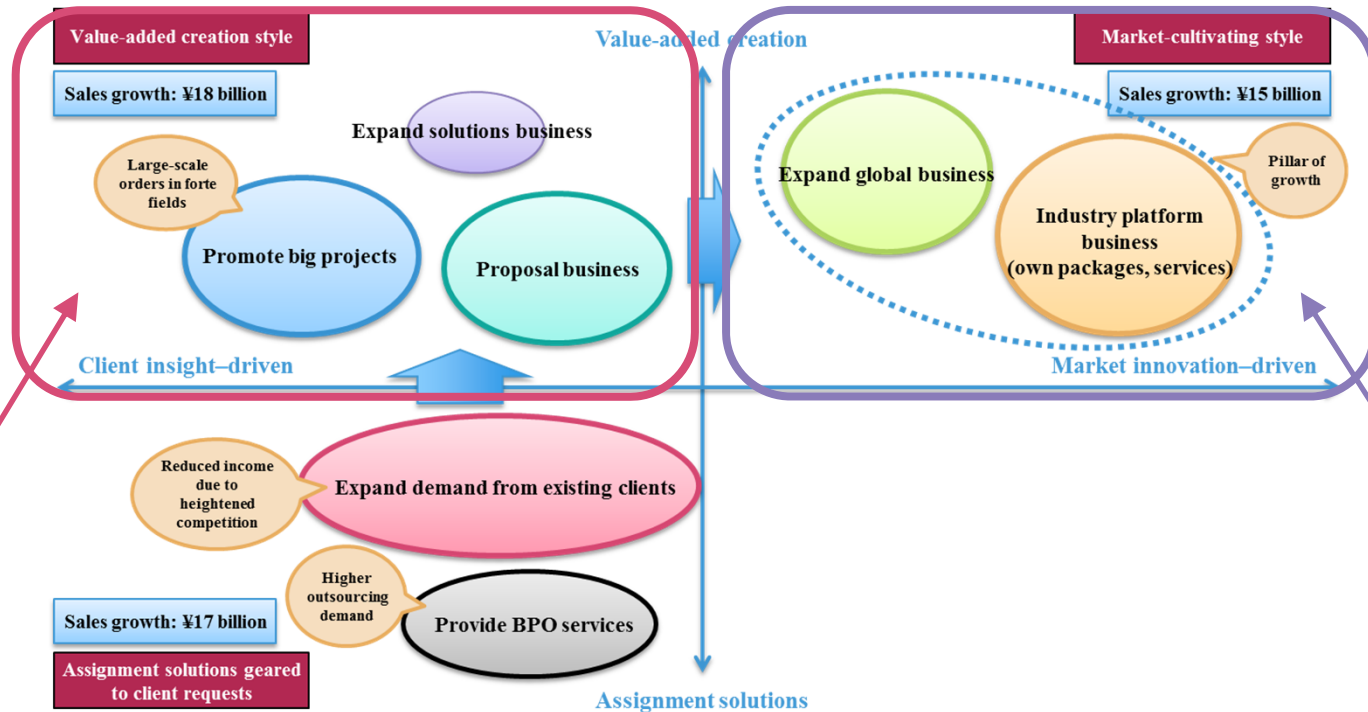 Value-added creation style
Value-added creation
Market-cultivating style
Sales growth: ¥18 billion
Sales growth: ¥15 billion
Expand solutions business
Large-scale
orders in forte
fields
Promote big projects
Proposal business
Expand global business
Industry platform
business
(own packages, services)
Pillar of
growth
Client insight–driven
Market innovation–driven
Reduced income
due to
heightened
competition
Expand demand from existing clients
Higher
outsourcing
demand
Provide BPO services
Sales growth: ¥17 billion
Assignment solutions geared
to client requests
Assignment solutions